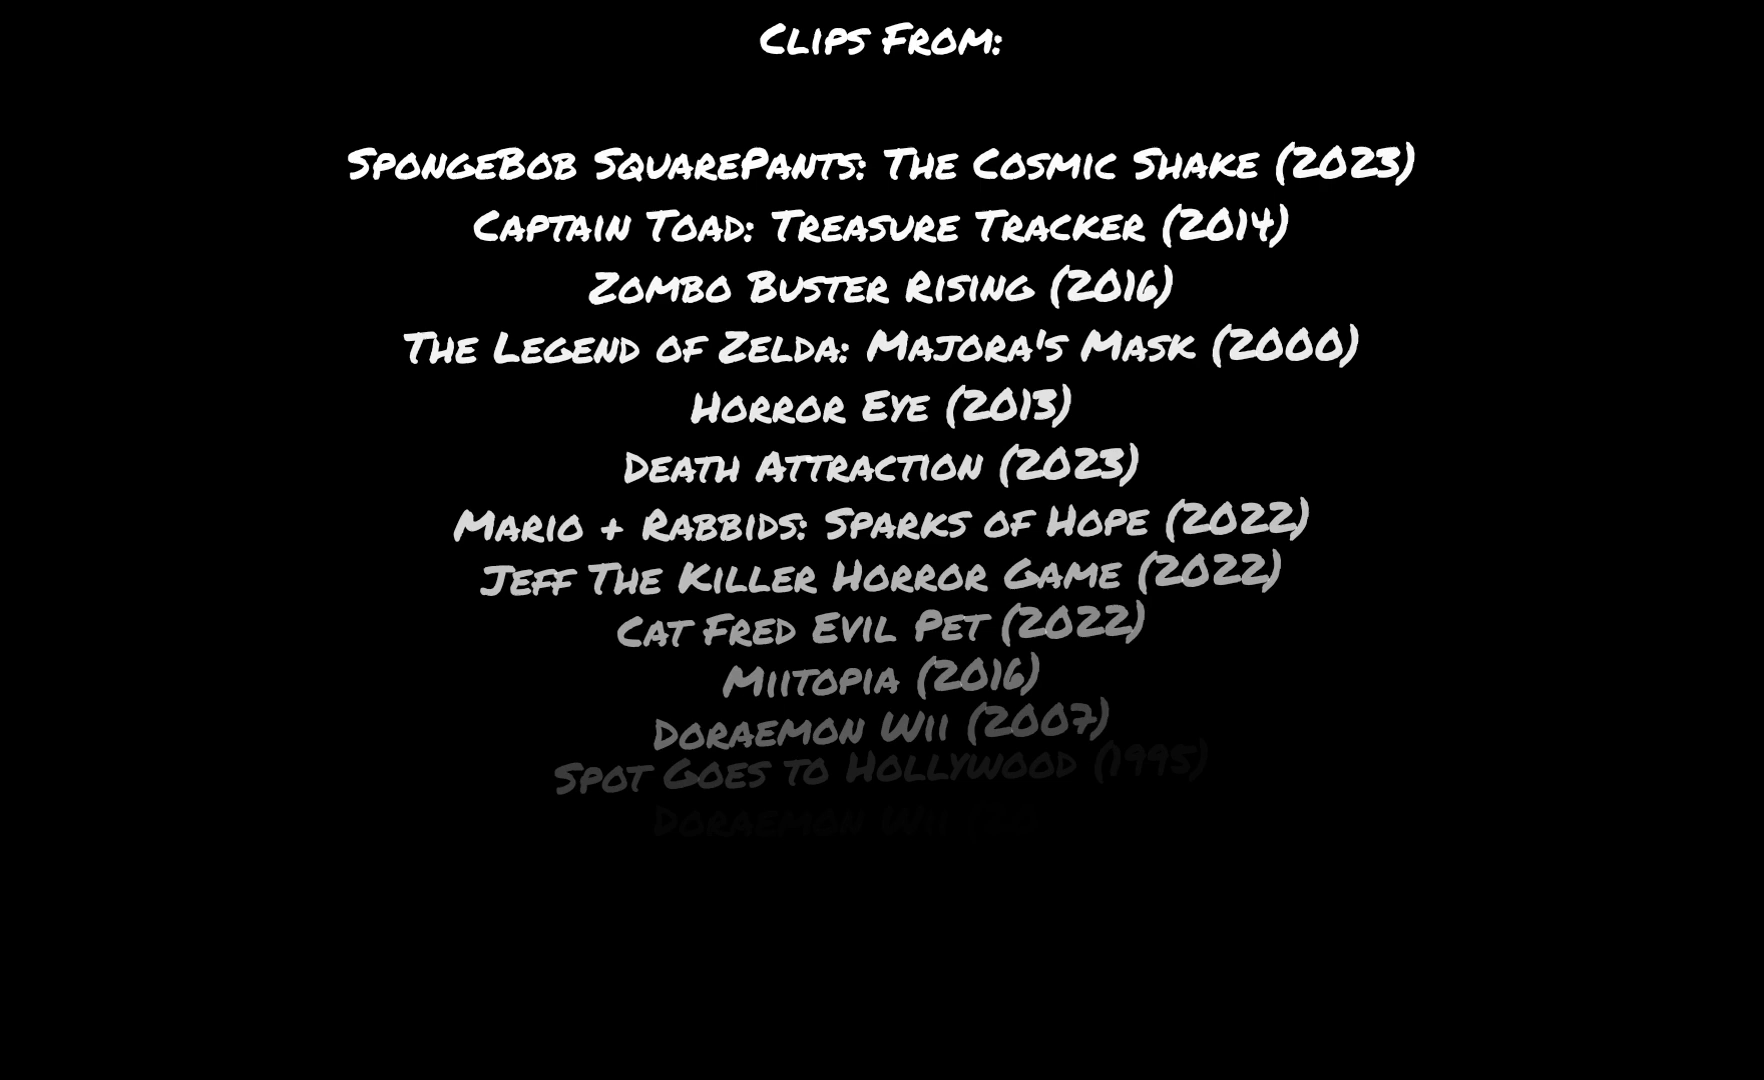 Clips From:
SpongeBob SquarePants: The Cosmic Shake (2023)
Captain Toad: Treasure Tracker (2014)
Zombo Buster Rising (2016)
The Legend of Zelda: Majora's Mask (2000)
Horror Eye (2013)
Death Attraction (2023)
Mario + Rabbids: Sparks of Hope (2022)
Jeff The Killer Horror Game (2022)
Cat Fred Evil Pet (2022)
Miitopia (2016)
Doraemon Wii (2007)
Spot Goes to Hollywood (1995)
Doraemon Wii